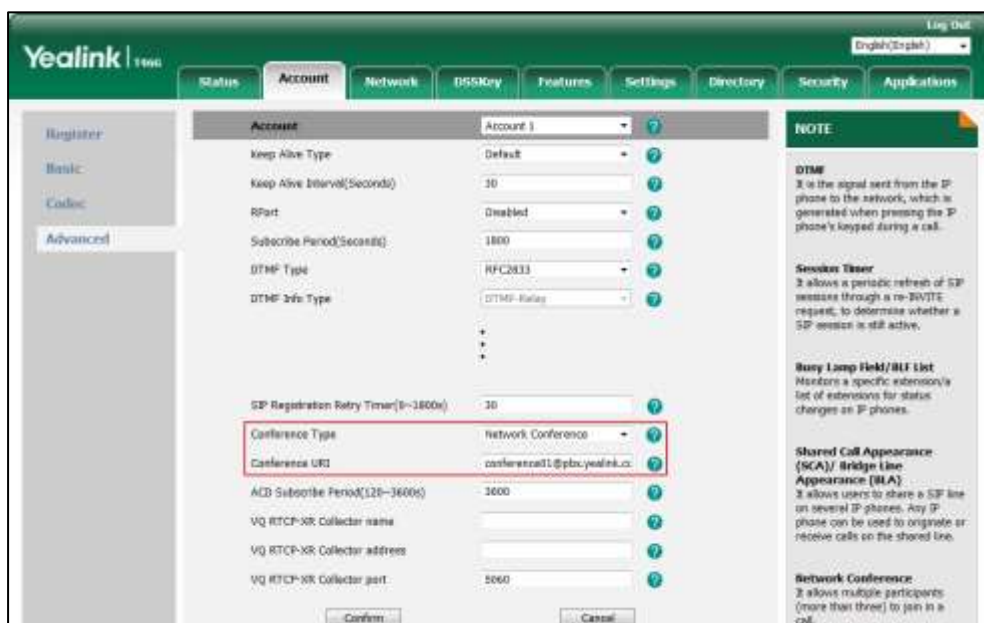 Log Out
English(English)
Yealink
Status Account Network DSSKey Features Settings Directory Security Applications
Register
Basic
Codec
Advanced
Account Account 1
Keep Alive Type Default
Keep Alive Interval(Seconds) 30
RPort Disabled
Subscribe Period(Seconds) 1800
DTMF Type RFC2833
DTMF Info Type DTMF-Relay
SIP Registration Retry Timer(0~1800s) 30
Conference Type Network Conference
Conference URI conference01@pbx.yealink.co
ACD Subscribe Period(120~3600s) 3600
VQ RTCP-XR Collector name
VQ RTCP-XR Collector address
VQ RTCP-XR Collector port 5060
Confirm Cancel
NOTE
DTMF
It is the signal sent from the IP
phone to the network, which is
generated when pressing the IP
phone's keypad during a call.
Session Timer
It allows a periodic refresh of SIP
sessions through a re-INVITE
request, to determine whether a
SIP session is still active.
Busy Lamp Field/BLF List
Monitors a specific extension/a
list of extensions for status
changes on IP phones.
Shared Call Appearance
(SCA)/ Bridge Line
Appearance (BLA)
It allows users to share a SIP line
on several IP phones. Any IP
phone can be used to originate or
receive calls on the shared line.
Network Conference
It allows multiple participants
(more than three) to join in a
call.